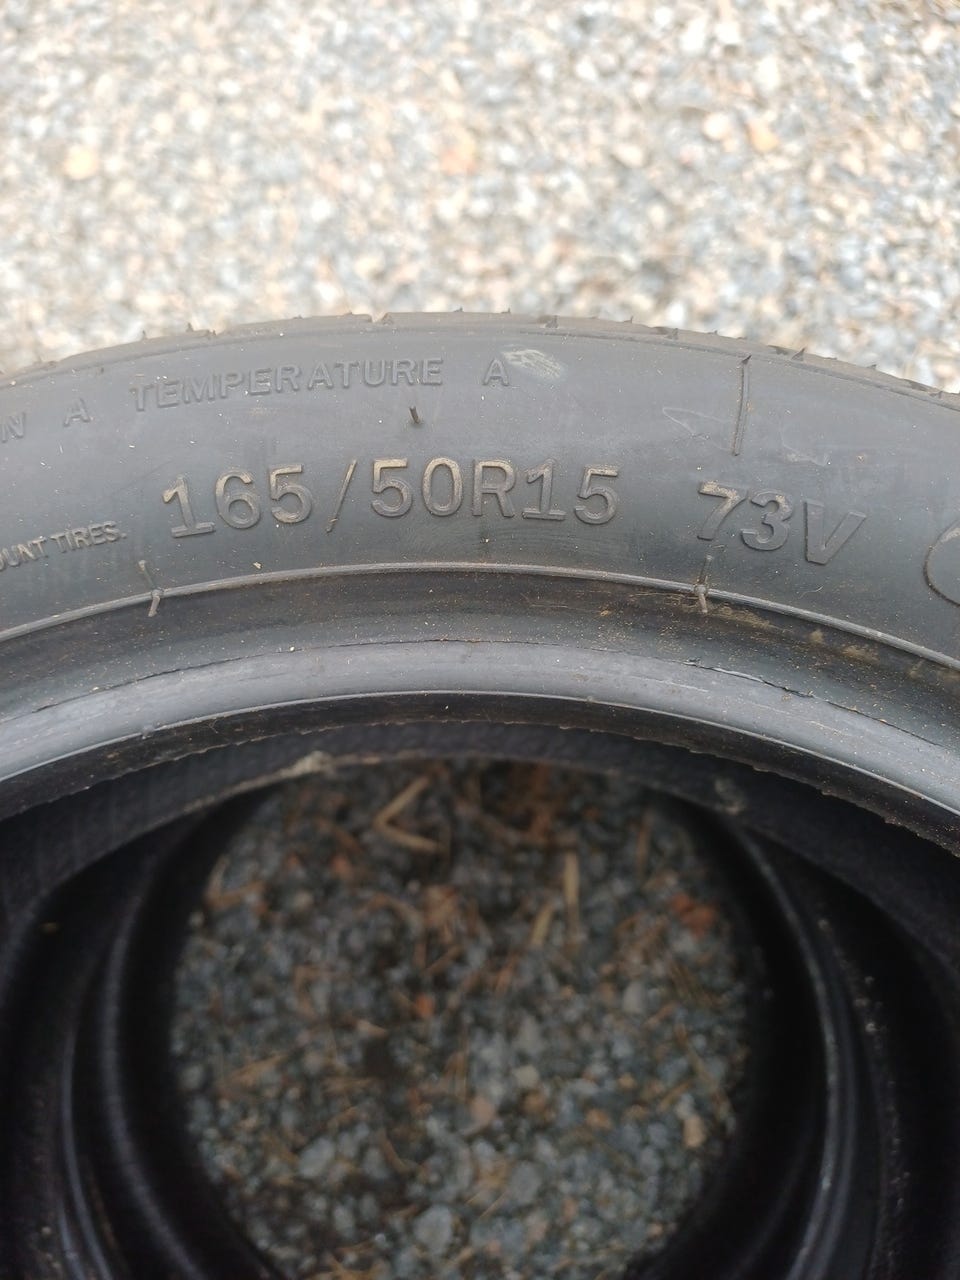 N A TEMPERATURE A
165/50R15 73V
OUNT TIRES.